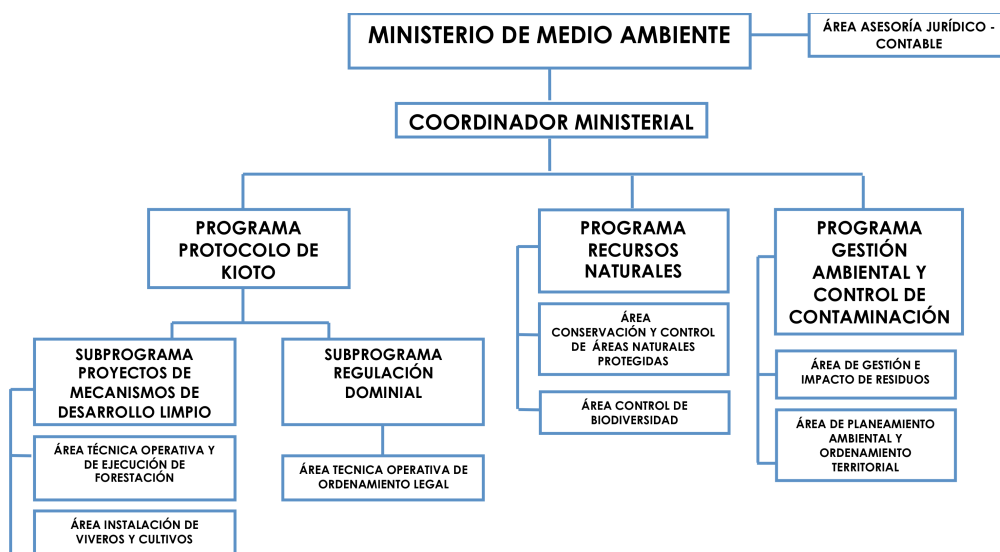 MINISTERIO DE MEDIO AMBIENTE
ÁREA ASESORÍA JURÍDICO -
CONTABLE
COORDINADOR MINISTERIAL
PROGRAMA
PROTOCOLO DE
KIOTO
PROGRAMA
RECURSOS
NATURALES
PROGRAMA
GESTIÓN
AMBIENTAL Y
CONTROL DE
CONTAMINACIÓN
SUBPROGRAMA
PROYECTOS DE
MECANISMOS DE
DESARROLLO LIMPIO
SUBPROGRAMA
REGULACIÓN
DOMINIAL
ÁREA
CONSERVACIÓN Y CONTROL
DE ÁREAS NATURALES
PROTEGIDAS
ÁREA CONTROL DE
BIODIVERSIDAD
ÁREA DE GESTIÓN E
IMPACTO DE RESIDUOS
ÁREA DE PLANEAMIENTO
AMBIENTAL Y
ORDENAMIENTO
TERRITORIAL
ÁREA TÉCNICA OPERATIVA Y
DE EJECUCIÓN DE
FORESTACIÓN
ÁREA TECNICA OPERATIVA DE
ORDENAMIENTO LEGAL
ÁREA INSTALACIÓN DE
VIVEROS Y CULTIVOS